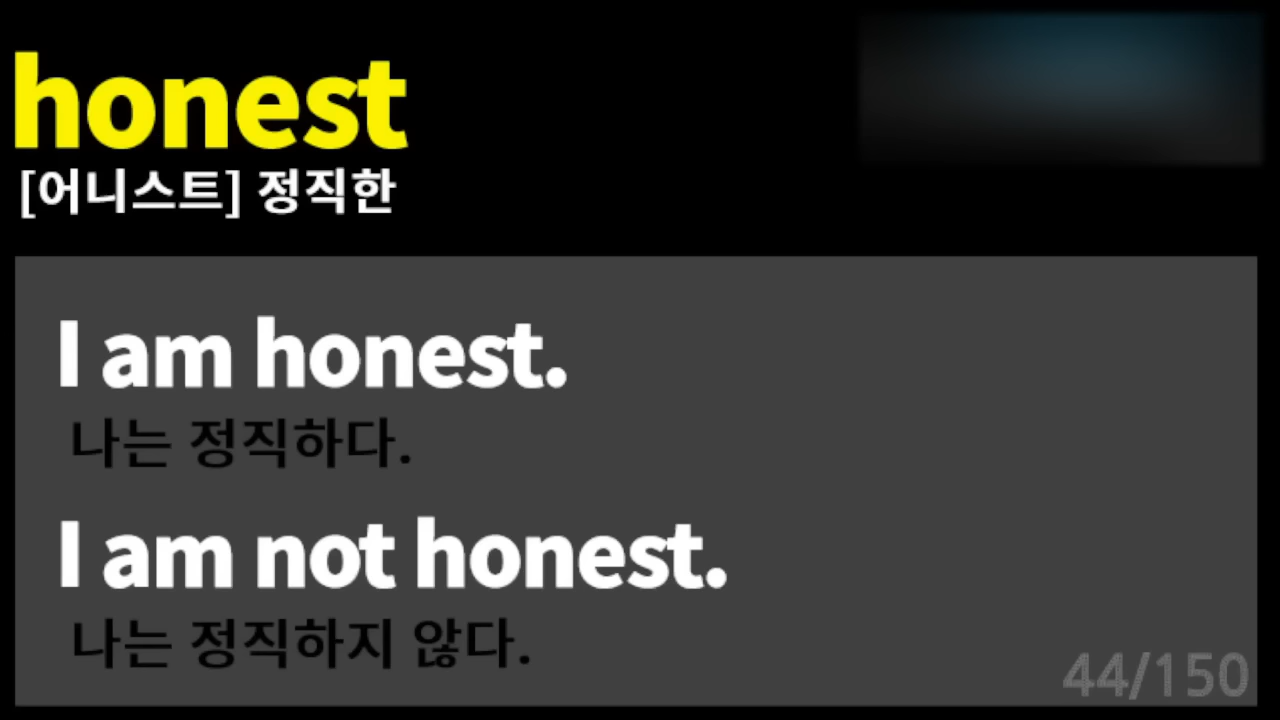 honest
[어니스트] 정직한
I am honest.
나는 정직하다.
I am not honest.
나는 정직하지 않다.
44/150